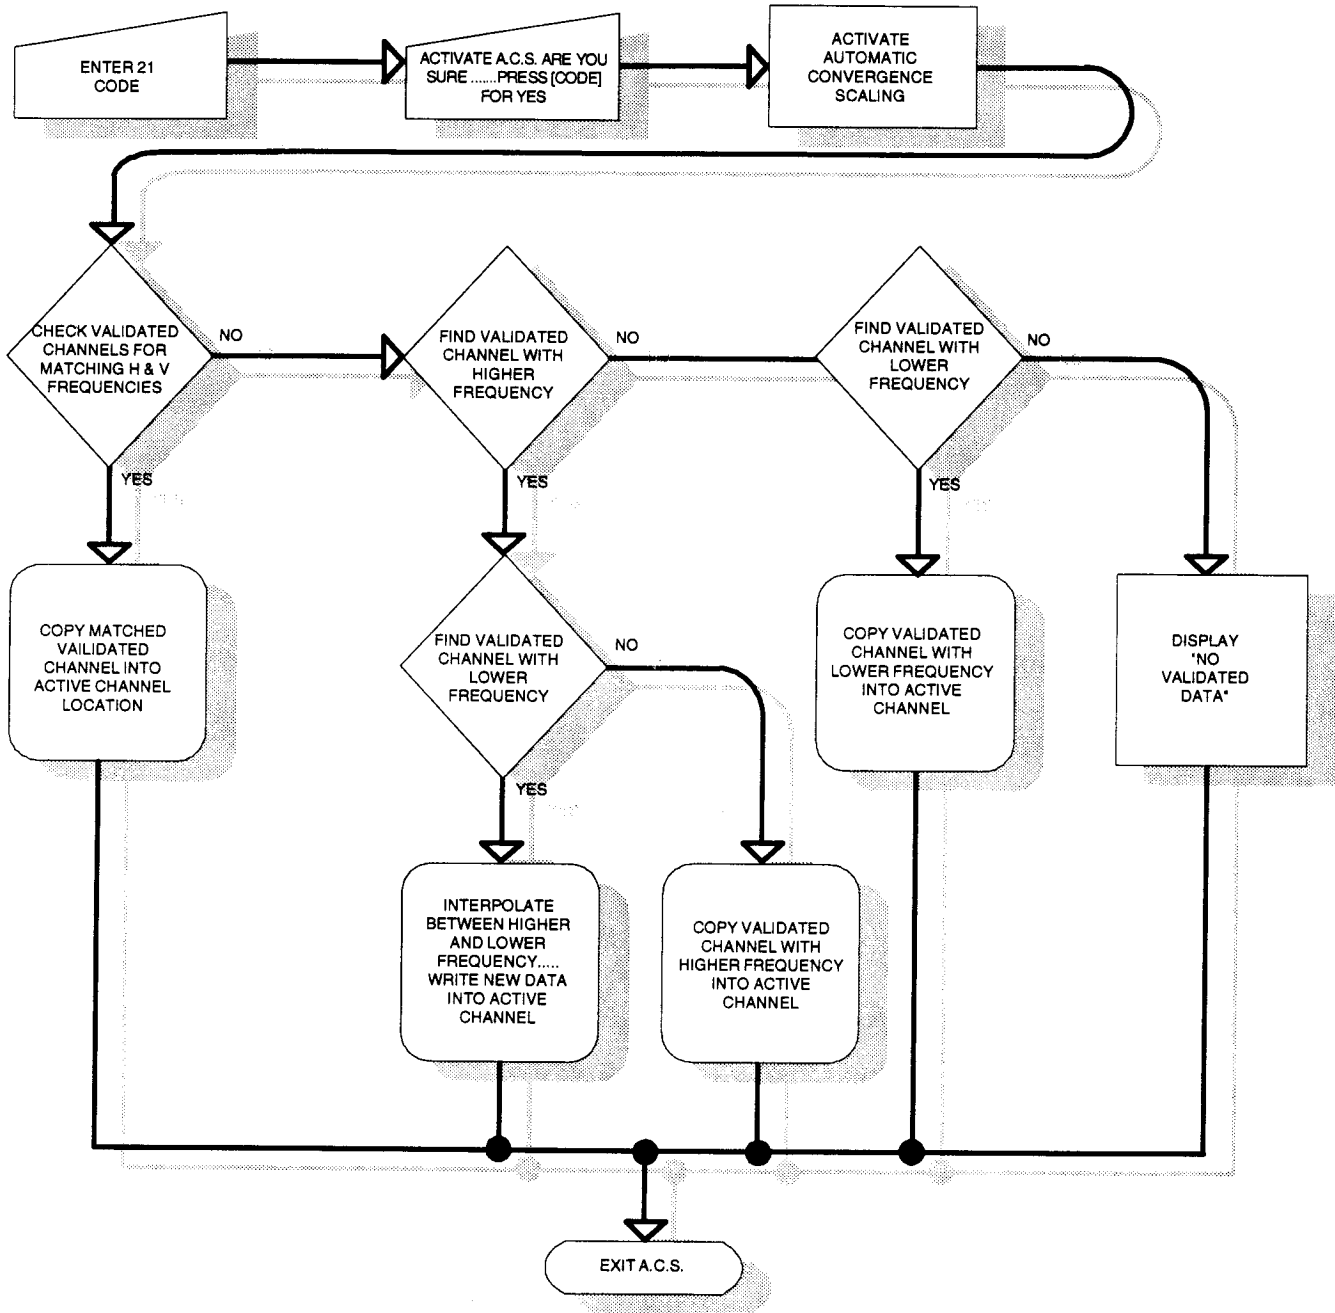 ENTER 21
CODE
ACTIVATE A.C.S. ARE YOU
SURE ......PRESS [CODE]
FOR YES
ACTIVATE
AUTOMATIC
CONVERGENCE
SCALING
CHECK VALIDATED
CHANNELS FOR
MATCHING H & V
FREQUENCIES
NO
YES
FIND VALIDATED
CHANNEL WITH
HIGHER
FREQUENCY
NO
YES
FIND VALIDATED
CHANNEL WITH
LOWER
FREQUENCY
NO
YES
COPY MATCHED
VAILIDATED
CHANNEL INTO
ACTIVE CHANNEL
LOCATION
FIND VALIDATED
CHANNEL WITH
LOWER
FREQUENCY
NO
YES
COPY VALIDATED
CHANNEL WITH
LOWER FREQUENCY
INTO ACTIVE
CHANNEL
DISPLAY
"NO
VALIDATED
DATA"
INTERPOLATE
BETWEEN HIGHER
AND LOWER
FREQUENCY.....
WRITE NEW DATA
INTO ACTIVE
CHANNEL
COPY VALIDATED
CHANNEL WITH
HIGHER FREQUENCY
INTO ACTIVE
CHANNEL
EXIT A.C.S.